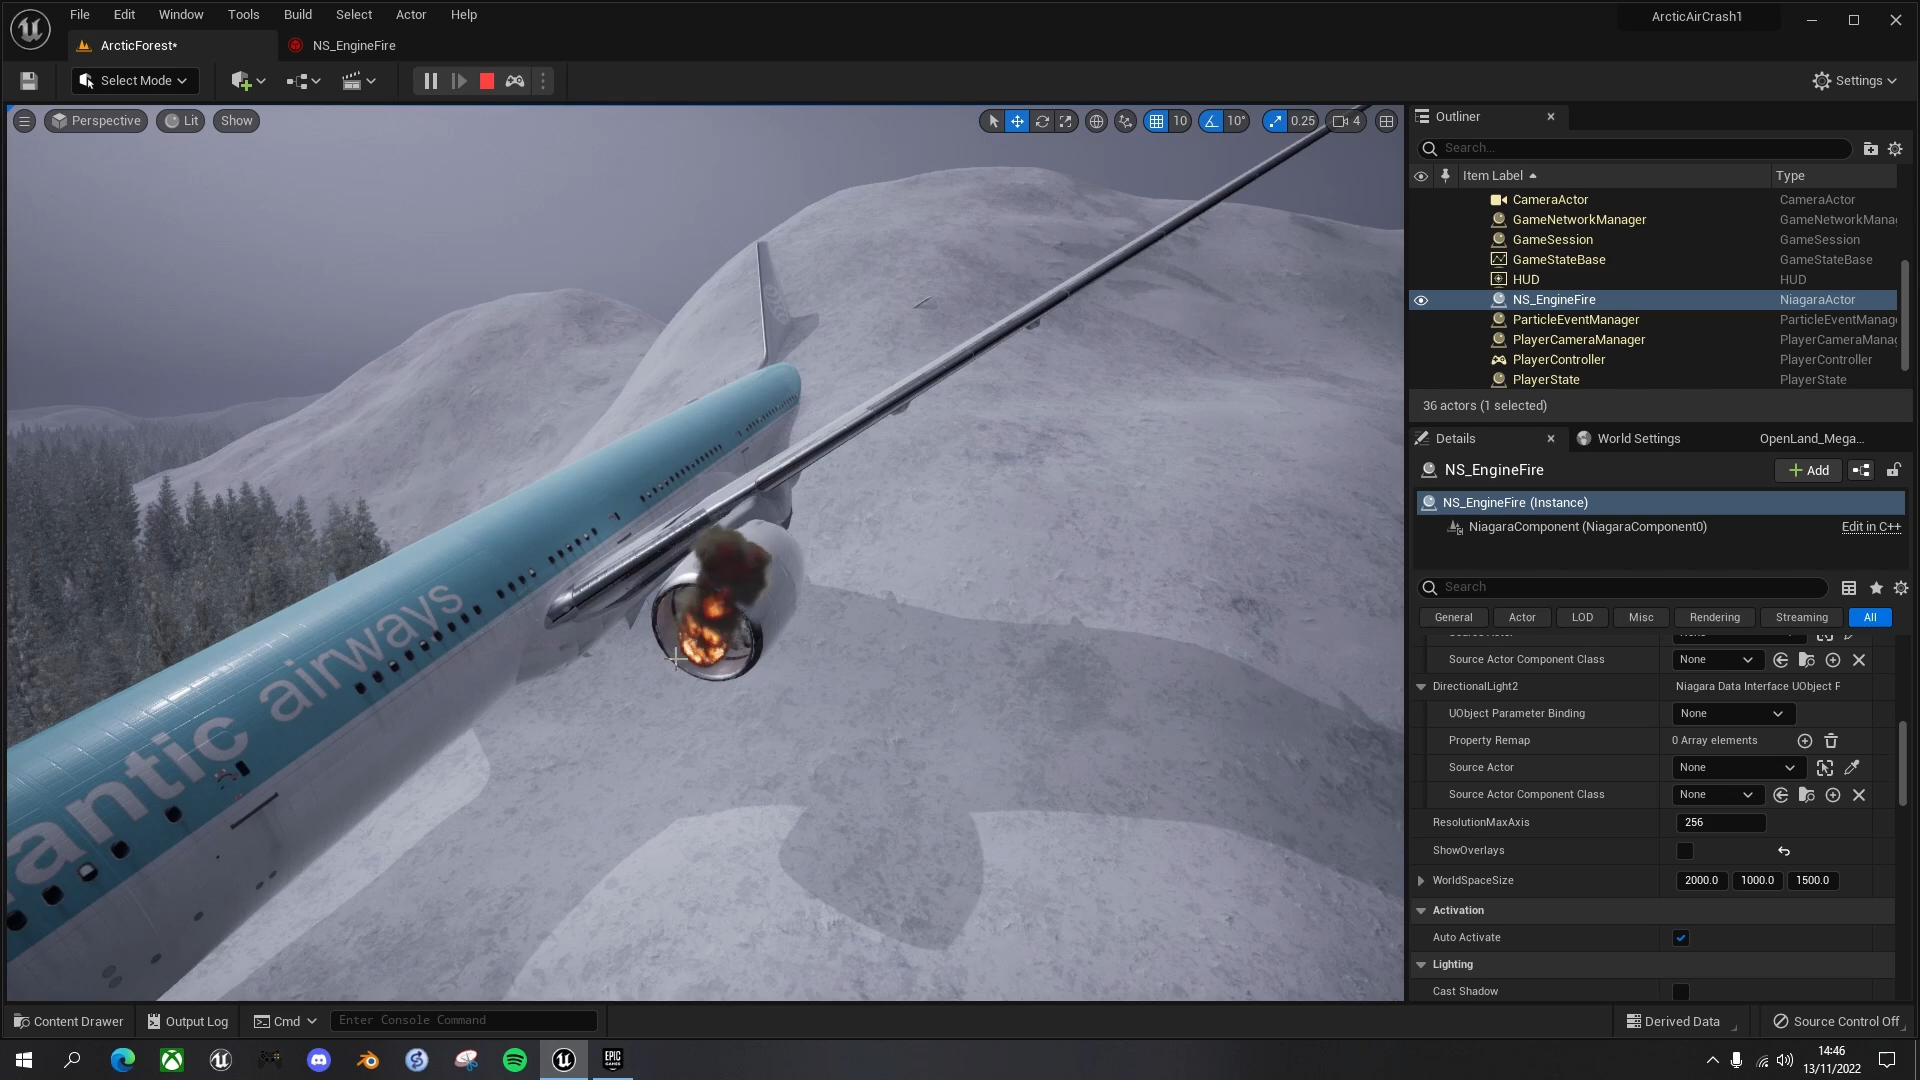 File Edit Window Tools Build Select Actor Help
ArcticAirCrash1
ArcticForest*
NS_EngineFire
Select Mode
Settings
Perspective
Lit
Show
10
10°
0.25
4
Outliner
Search...
Item Label
Type
CameraActor CameraActor
GameNetworkManager GameNetworkMana
GameSession GameSession
GameStateBase GameStateBase
HUD HUD
NS_EngineFire NiagaraActor
ParticleEventManager ParticleEventManag
PlayerCameraManager PlayerCameraMana
PlayerController PlayerController
PlayerState PlayerState
36 actors (1 selected)
Details
World Settings
OpenLand_Mega...
NS_EngineFire
Add
NS_EngineFire (Instance)
NiagaraComponent (NiagaraComponent0)
Edit in C++
Search
General Actor LOD Misc Rendering Streaming All
Source Actor Component Class None
DirectionalLight2 Niagara Data Interface UObject P
UObject Parameter Binding None
Property Remap 0 Array elements
Source Actor None
Source Actor Component Class None
ResolutionMaxAxis 256
ShowOverlays
WorldSpaceSize 2000.0 1000.0 1500.0
Activation
Auto Activate
Lighting
Cast Shadow
antic airways
Content Drawer
Output Log
Cmd
Enter Console Command
Derived Data
Source Control Off
EPIC
GAMES
14:46
13/11/2022